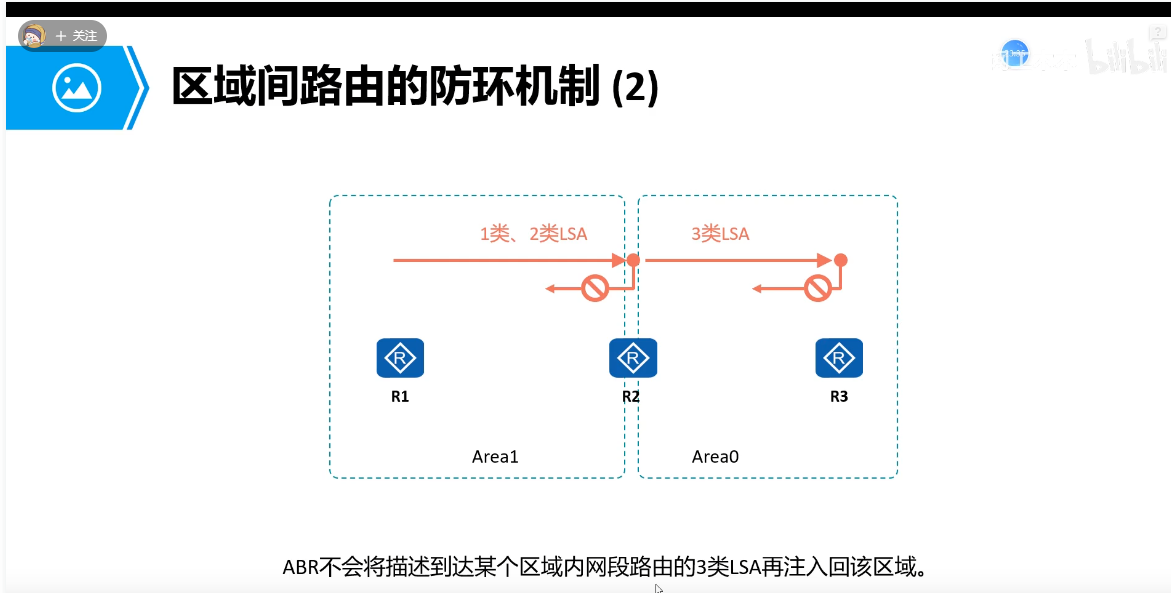 + 关注
bilibili
区域间路由的防环机制 (2)
1类、2类LSA
3类LSA
R
R
R
R1
R2
R3
Area1
Area0
ABR不会将描述到达某个区域内网段路由的3类LSA再注入回该区域。